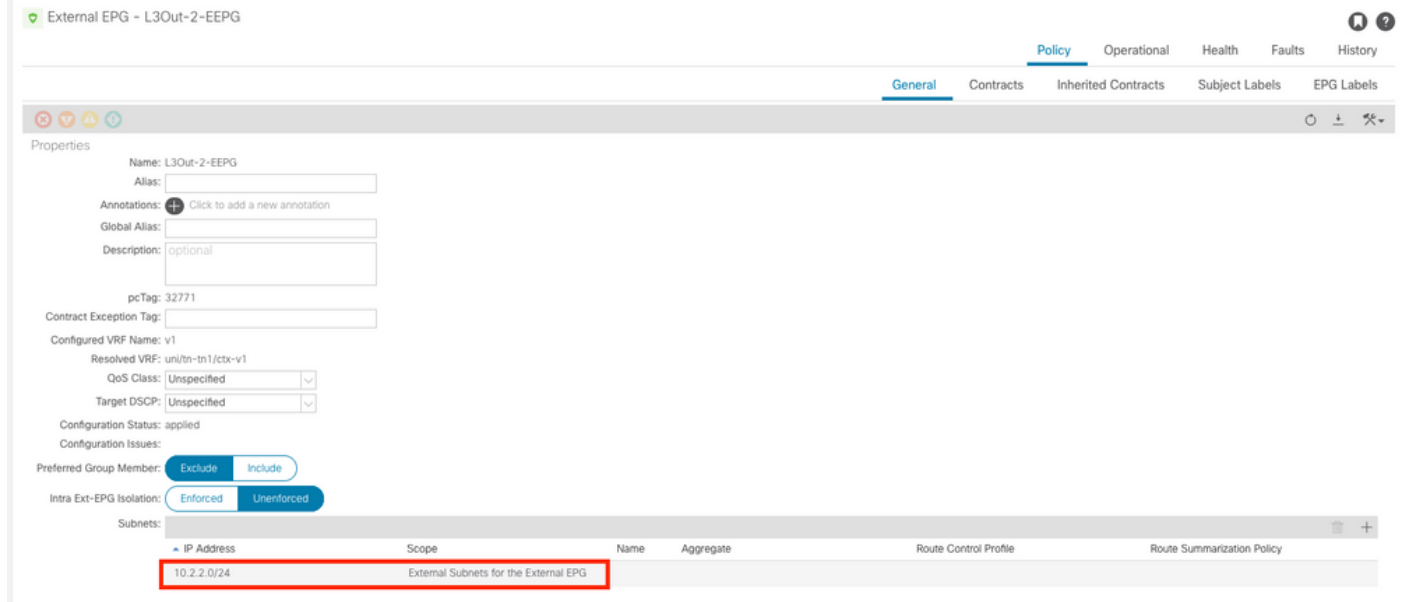 External EPG - L3Out-2-EEPG
Policy Operational Health Faults History
General Contracts Inherited Contracts Subject Labels EPG Labels
Properties
Name: L3Out-2-EEPG
Alias:
Annotations: Click to add a new annotation
Global Alias:
Description: optional
pcTag: 32771
Contract Exception Tag:
Configured VRF Name: v1
Resolved VRF: uni/tn-tn1/ctx-v1
QoS Class: Unspecified
Target DSCP: Unspecified
Configuration Status: applied
Configuration Issues:
Preferred Group Member: Exclude Include
Intra Ext-EPG Isolation: Enforced Unenforced
Subnets:
IP Address Scope Name Aggregate Route Control Profile Route Summarization Policy
10.2.2.0/24 External Subnets for the External EPG